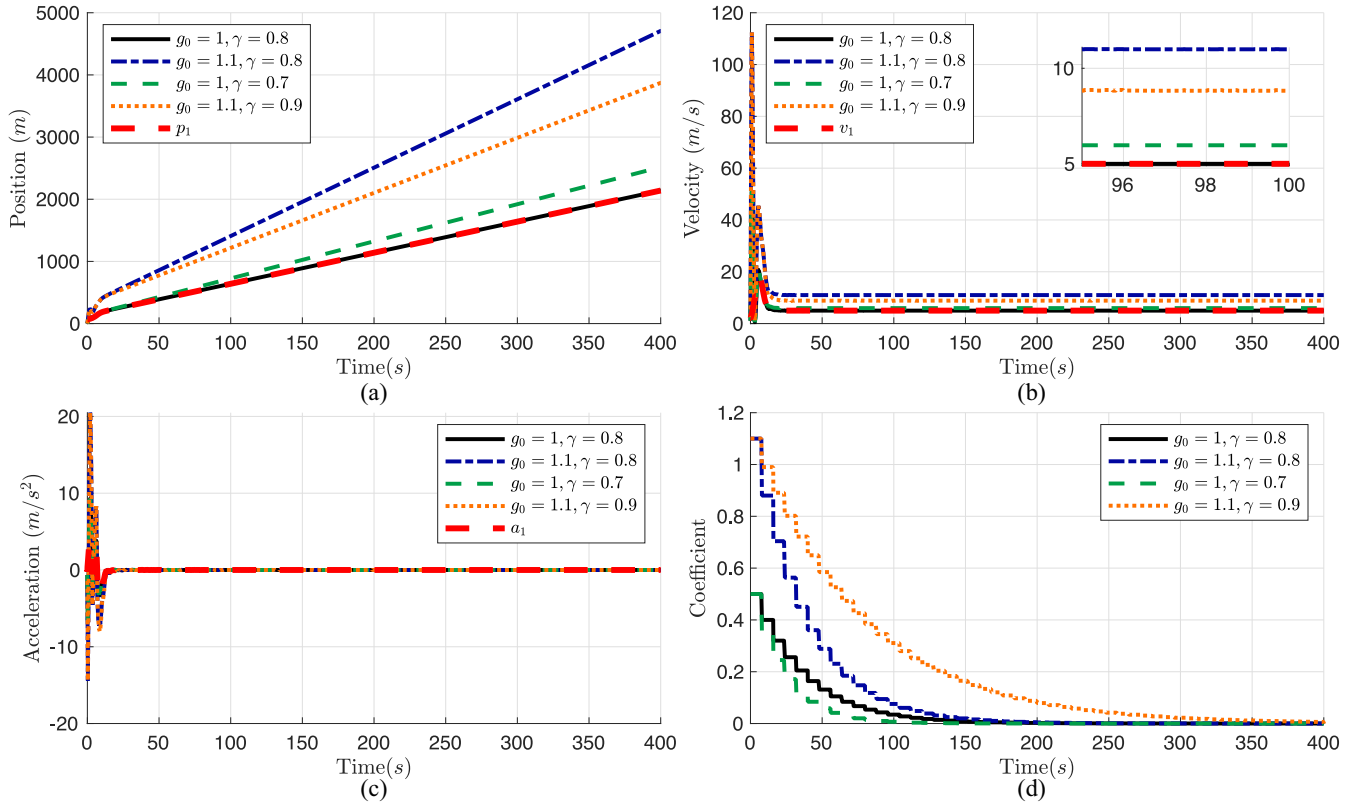 5000
4000
3000
2000
1000
0
Position (m)
g₀ = 1, γ = 0.8
g₀ = 1.1, γ = 0.8
g₀ = 1, γ = 0.7
g₀ = 1.1, γ = 0.9
p₁
0 50 100 150 200 250 300 350 400
Time(s)
(a)
120
100
80
60
40
20
0
Velocity (m/s)
g₀ = 1, γ = 0.8
g₀ = 1.1, γ = 0.8
g₀ = 1, γ = 0.7
g₀ = 1.1, γ = 0.9
v₁
10
5
96 98 100
0 50 100 150 200 250 300 350 400
Time(s)
(b)
20
10
0
-10
-20
Acceleration (m/s²)
g₀ = 1, γ = 0.8
g₀ = 1.1, γ = 0.8
g₀ = 1, γ = 0.7
g₀ = 1.1, γ = 0.9
a₁
0 50 100 150 200 250 300 350 400
Time(s)
(c)
1.2
1
0.8
0.6
0.4
0.2
0
Coefficient
g₀ = 1, γ = 0.8
g₀ = 1.1, γ = 0.8
g₀ = 1, γ = 0.7
g₀ = 1.1, γ = 0.9
0 50 100 150 200 250 300 350 400
Time(s)
(d)